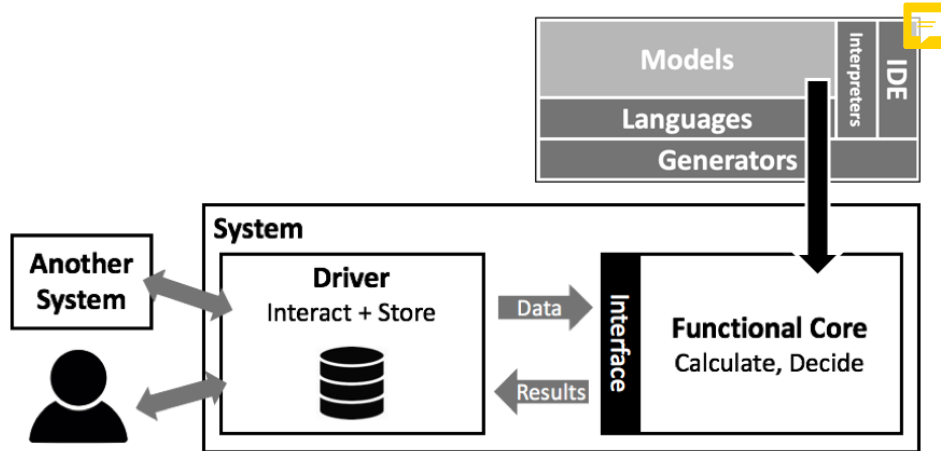 Models
Interpreters
IDE
Languages
Generators
System
Another
System
Driver
Interact + Store
Data
Results
Interface
Functional Core
Calculate, Decide